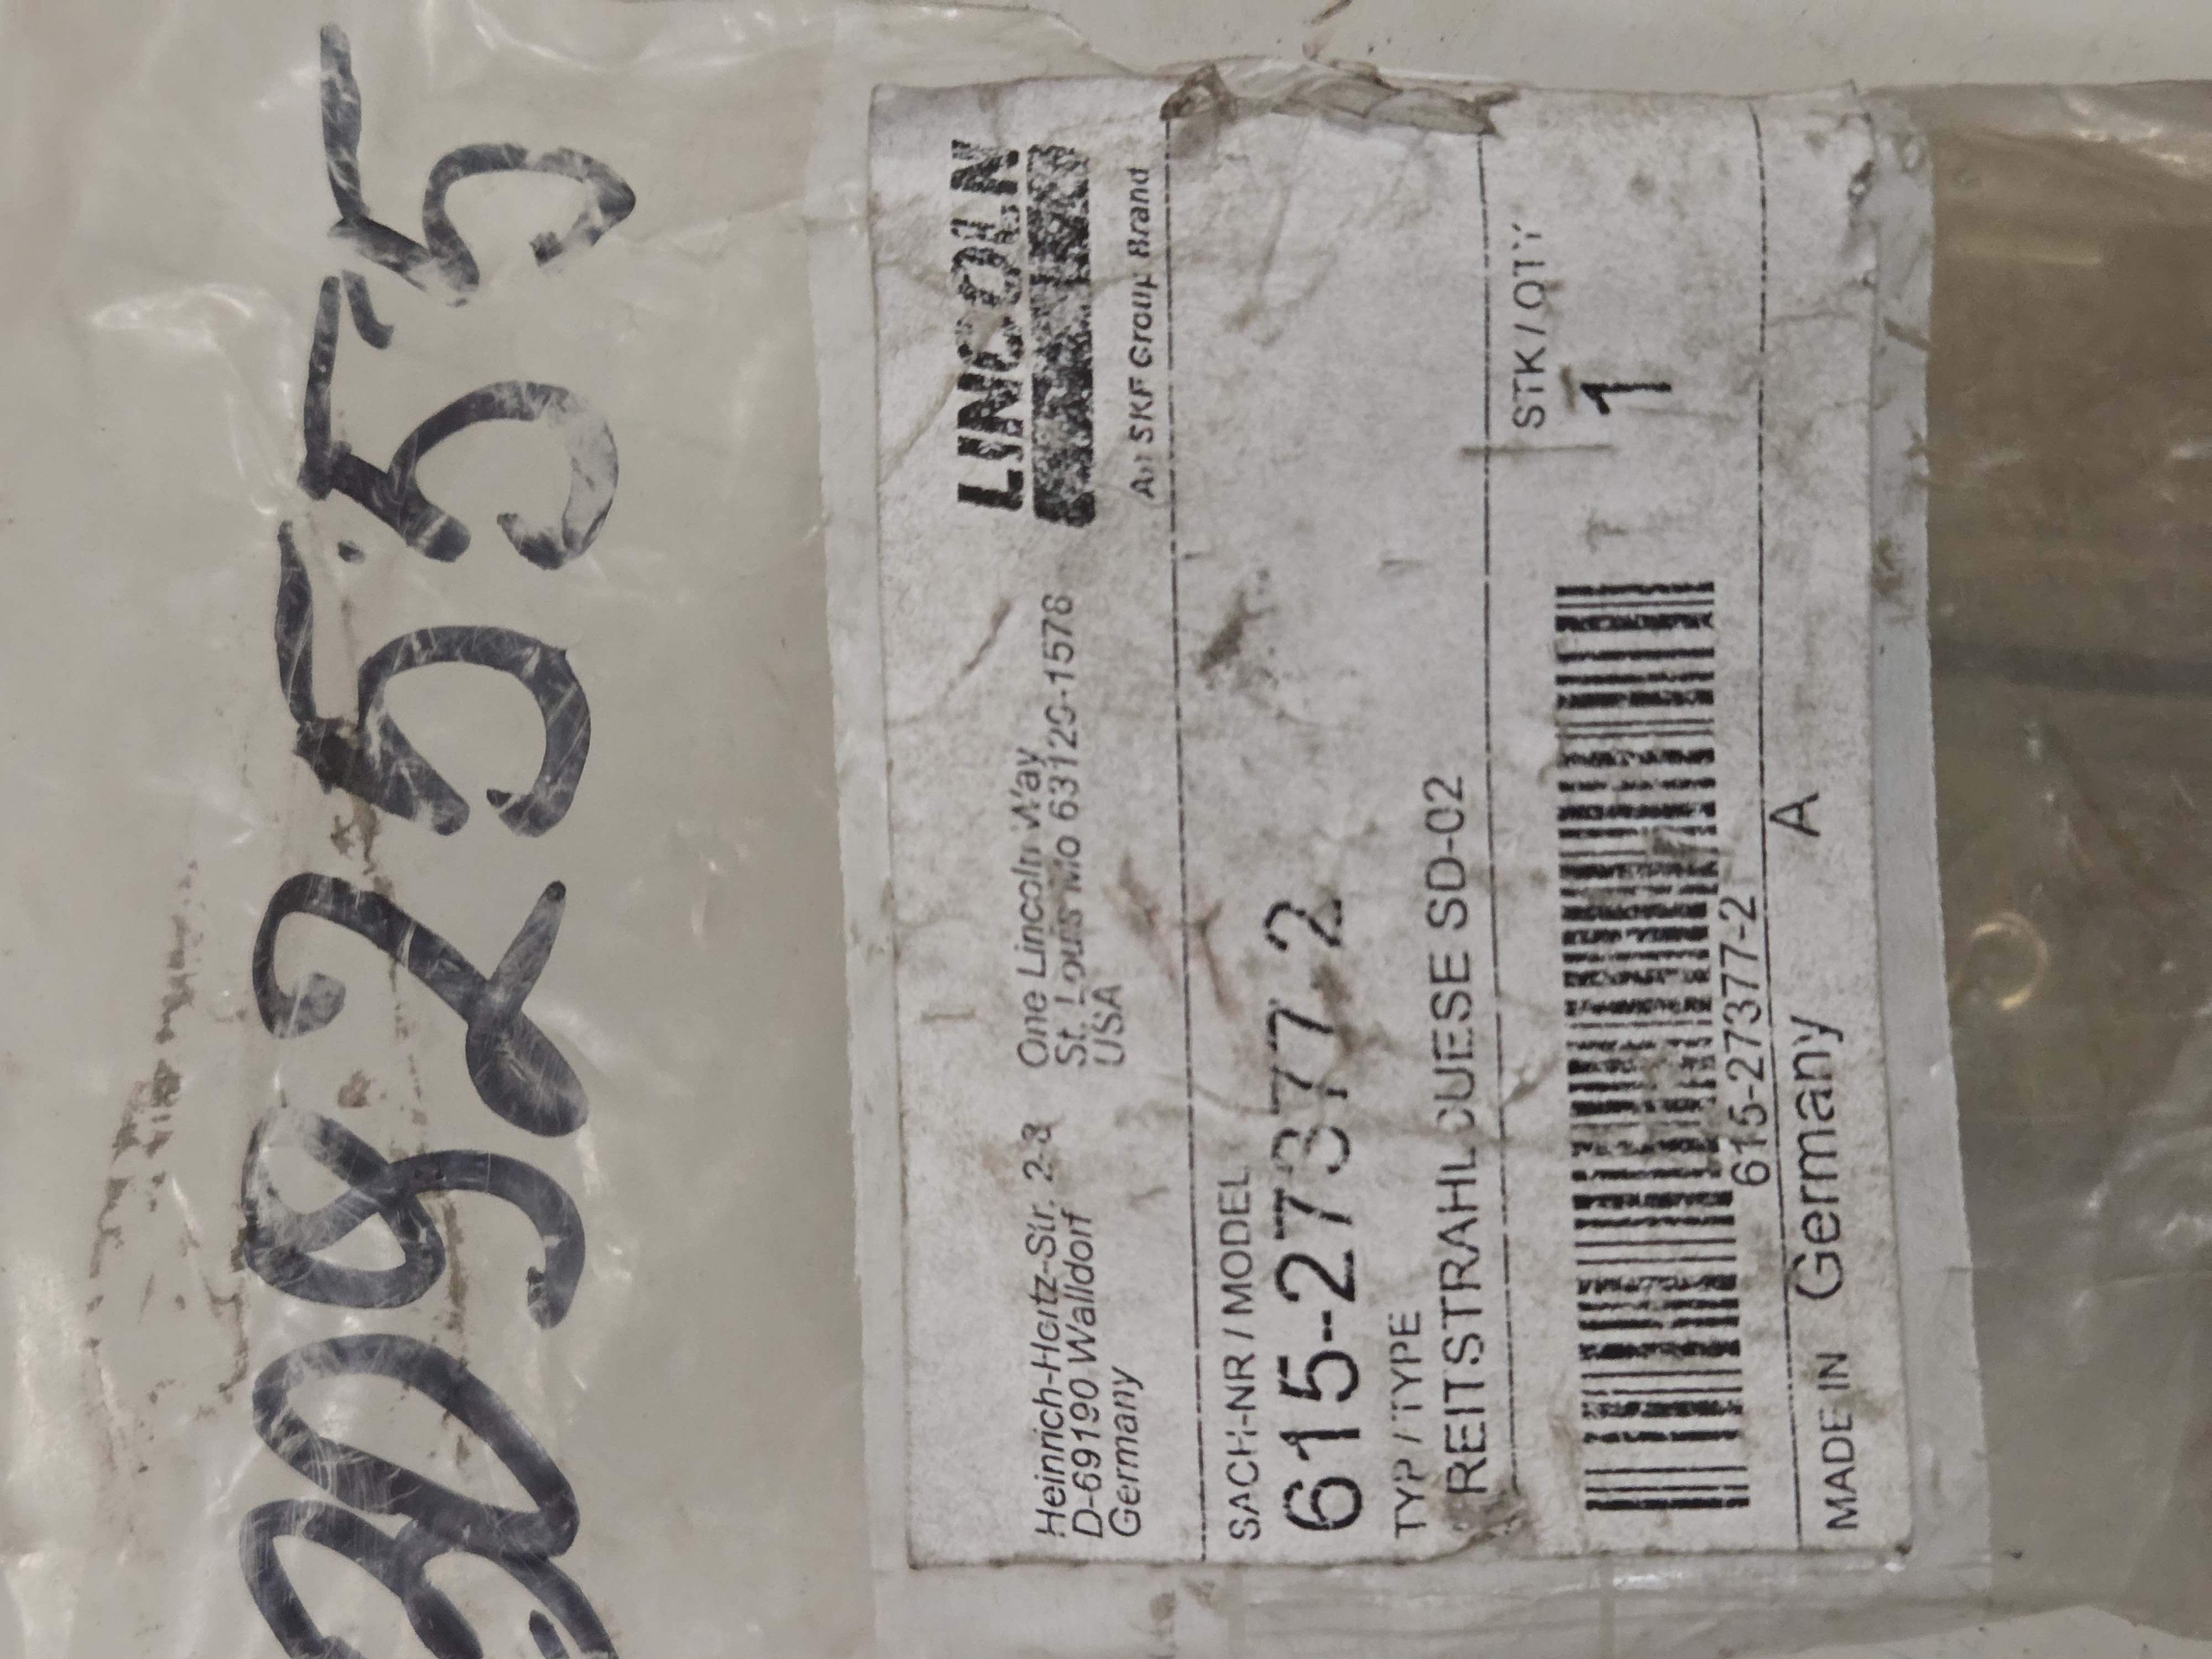 3092555
LINCOLN
An SKF Group Brand
Heinrich-Hertz-Str. 2-8
D-69190 Walldorf
Germany
One Lincoln Way
St. Louis Mo 63120-1578
USA
SACH-NR / MODEL
615-27377-2
TYP / TYPE
REITSTRAHLDUESE SD-02
STK / QTY
1
615-27377-2
MADE IN Germany A